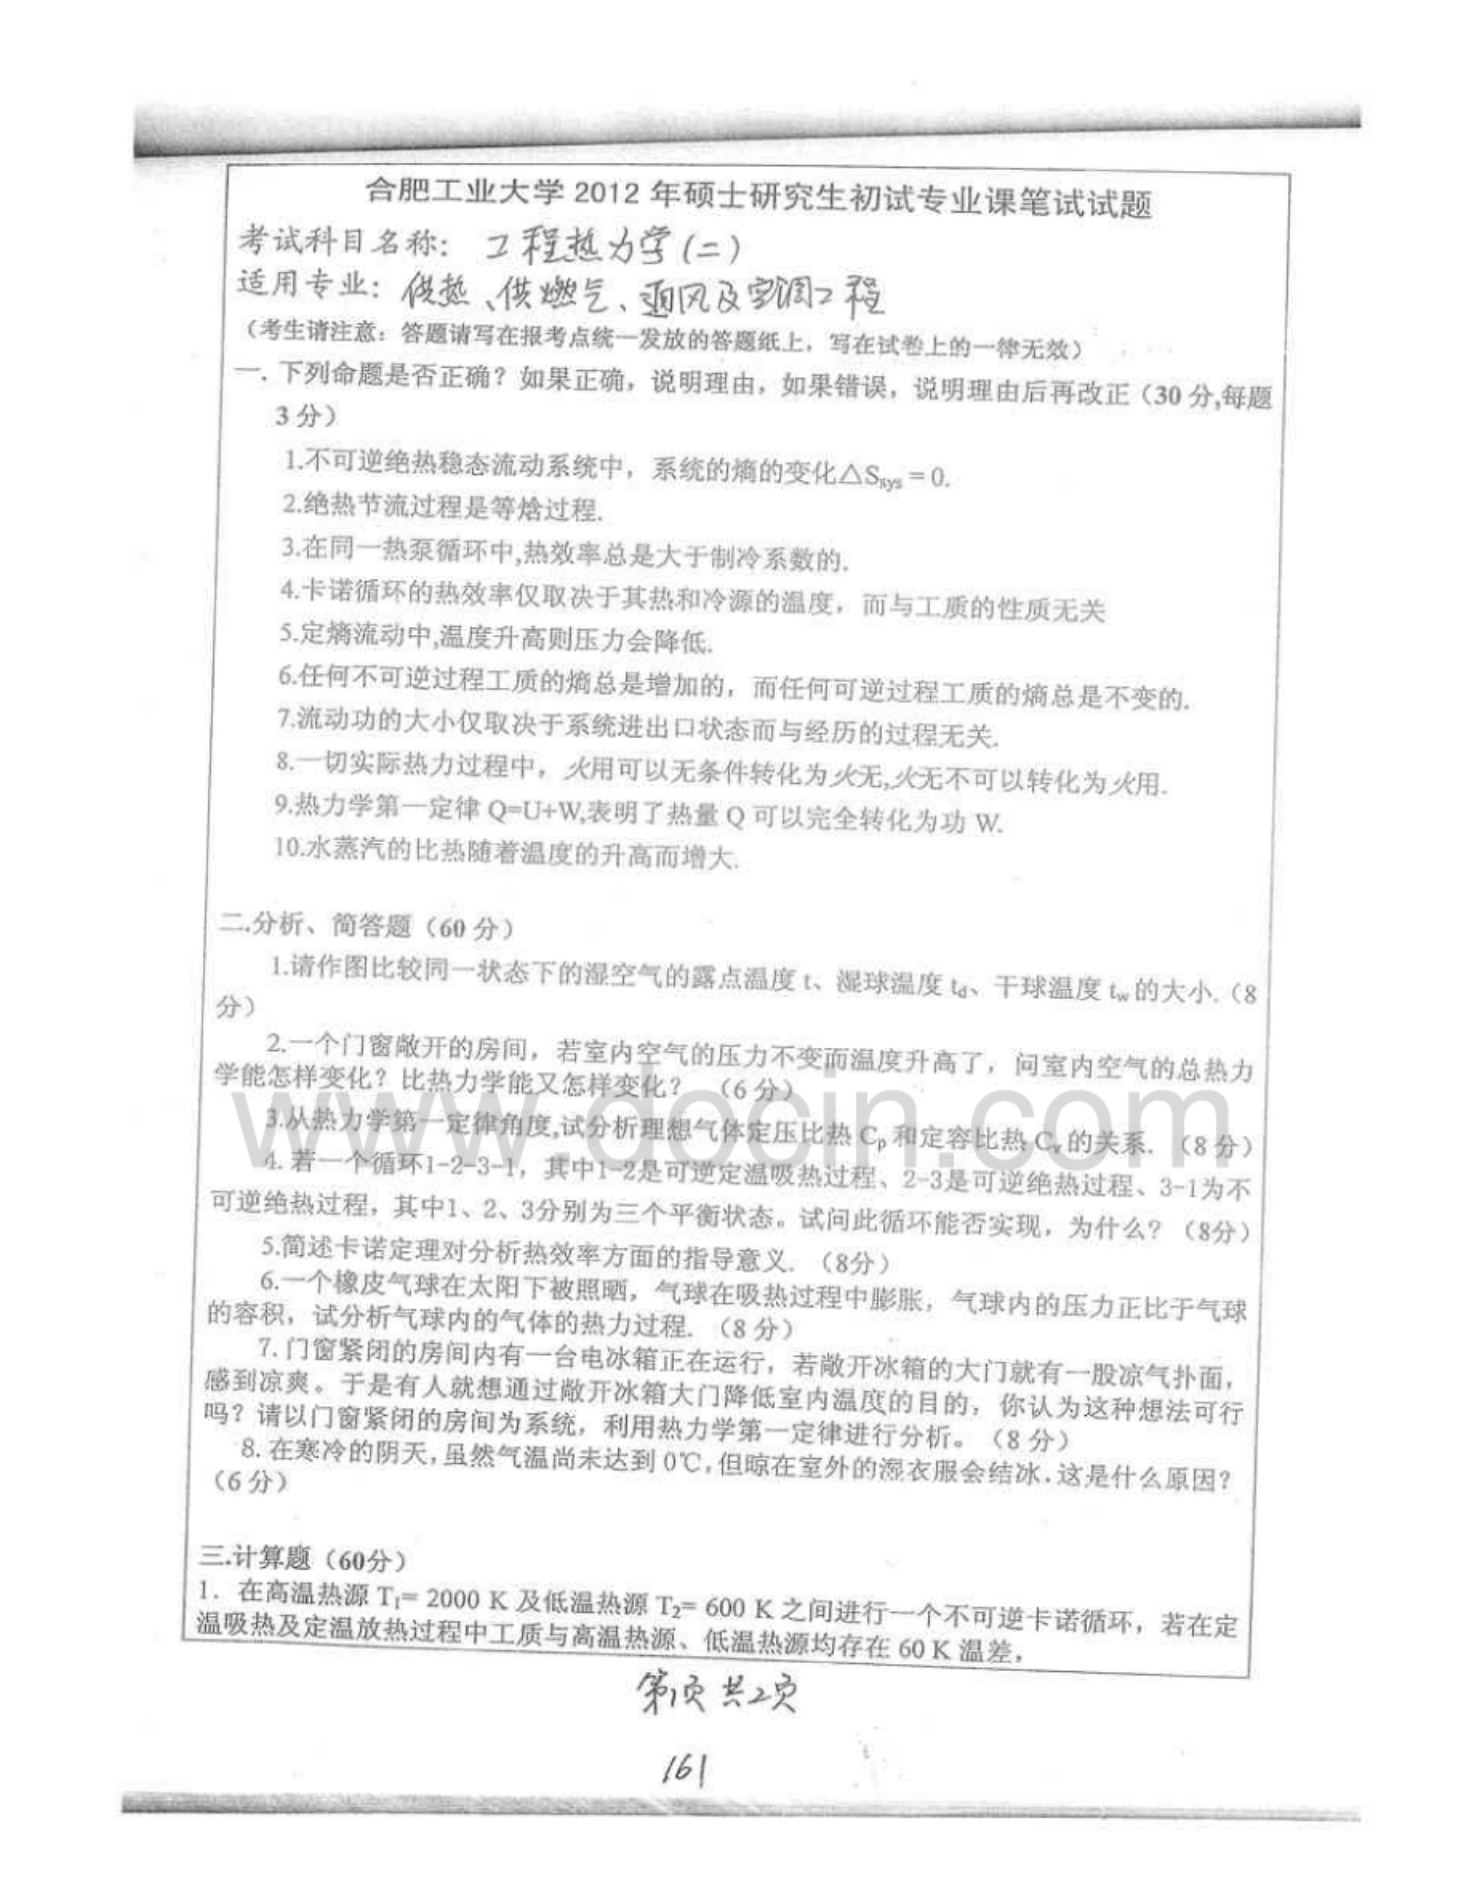 合肥工业大学 2012 年硕士研究生初试专业课笔试试题
考试科目名称: 工程热力学(二)
适用专业: 供热、供燃气、通风及空调工程
(考生请注意: 答题请写在报考点统一发放的答题纸上, 写在试卷上的一律无效)
一. 下列命题是否正确? 如果正确, 说明理由, 如果错误, 说明理由后再改正 (30 分,每题
3 分)
1.不可逆绝热稳态流动系统中, 系统的熵的变化△Ssys = 0.
2.绝热节流过程是等焓过程.
3.在同一热泵循环中,热效率总是大于制冷系数的.
4.卡诺循环的热效率仅取决于其热和冷源的温度, 而与工质的性质无关
5.定熵流动中,温度升高则压力会降低.
6.任何不可逆过程工质的熵总是增加的, 而任何可逆过程工质的熵总是不变的.
7.流动功的大小仅取决于系统进出口状态而与经历的过程无关.
8.一切实际热力过程中, 火用可以无条件转化为火无,火无不可以转化为火用.
9.热力学第一定律 Q=U+W,表明了热量 Q 可以完全转化为功 W.
10.水蒸汽的比热随着温度的升高而增大.
二.分析、简答题 (60 分)
1.请作图比较同一状态下的湿空气的露点温度 t、湿球温度 td、干球温度 tw 的大小. (8
分)
2.一个门窗敞开的房间, 若室内空气的压力不变而温度升高了, 问室内空气的总热力
学能怎样变化? 比热力学能又怎样变化? (6 分)
www.docin.com
3.从热力学第一定律角度,试分析理想气体定压比热 Cp 和定容比热 Cv 的关系. (8 分)
4. 若一个循环1-2-3-1, 其中1-2是可逆定温吸热过程、2-3是可逆绝热过程、3-1为不
可逆绝热过程, 其中1、2、3分别为三个平衡状态。试问此循环能否实现, 为什么? (8分)
5.简述卡诺定理对分析热效率方面的指导意义. (8分)
6.一个橡皮气球在太阳下被照晒, 气球在吸热过程中膨胀, 气球内的压力正比于气球
的容积, 试分析气球内的气体的热力过程. (8 分)
7. 门窗紧闭的房间内有一台电冰箱正在运行, 若敞开冰箱的大门就有一股凉气扑面,
感到凉爽。于是有人就想通过敞开冰箱大门降低室内温度的目的, 你认为这种想法可行
吗? 请以门窗紧闭的房间为系统, 利用热力学第一定律进行分析。 (8 分)
8. 在寒冷的阴天, 虽然气温尚未达到 0℃, 但晾在室外的湿衣服会结冰. 这是什么原因?
(6 分)
三.计算题 (60分)
1. 在高温热源 T1= 2000 K 及低温热源 T2= 600 K 之间进行一个不可逆卡诺循环, 若在定
温吸热及定温放热过程中工质与高温热源、低温热源均存在 60 K 温差,
第1页 共2页
161